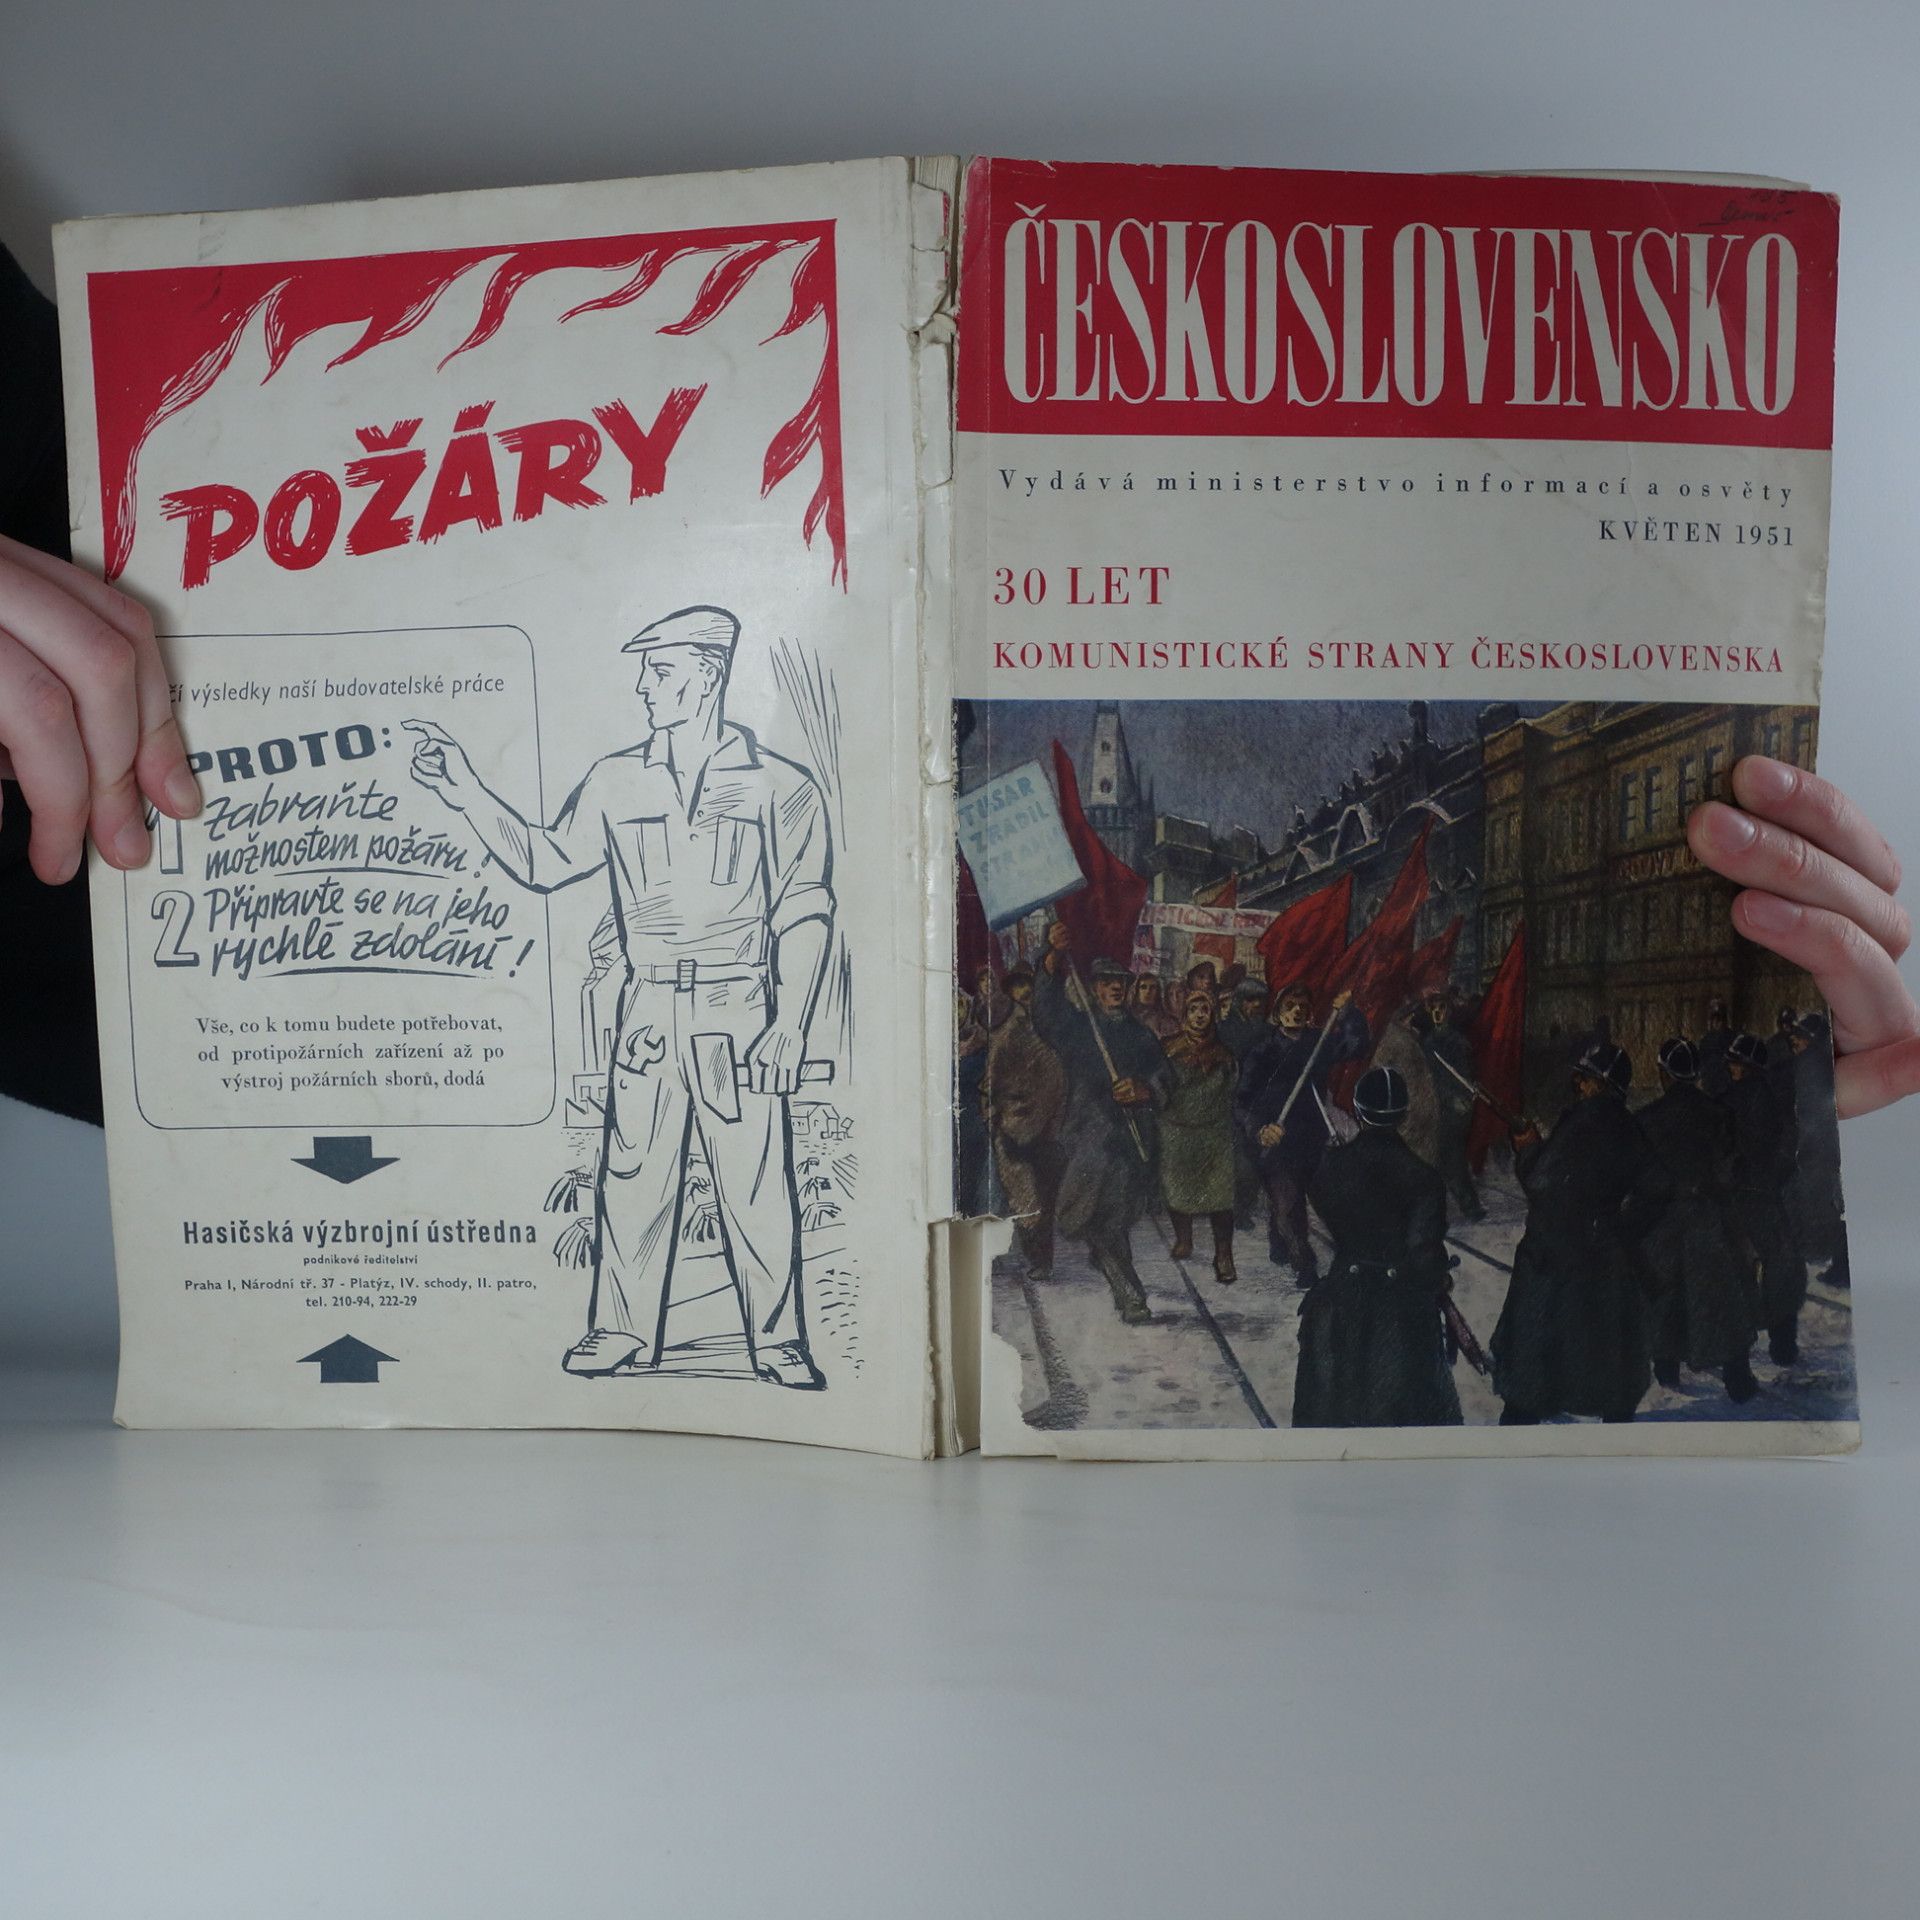 POŽÁRY
výsledky naší budovatelské práce
PROTO:
1 Zabraňte
možnostem požáru!
2 Připravte se na jeho
rychlé zdolání!
Vše, co k tomu budete potřebovat,
od protipožárních zařízení až po
výstroj požárních sborů, dodá
Hasičská výzbrojní ústředna
podnikové ředitelství
Praha I, Národní tř. 37 - Platýz, IV. schody, II. patro,
tel. 210-94, 222-29
ČESKOSLOVENSKO
Vydává ministerstvo informací a osvěty
KVĚTEN 1951
30 LET
KOMUNISTICKÉ STRANY ČESKOSLOVENSKA
TUSAR
ZRADIL